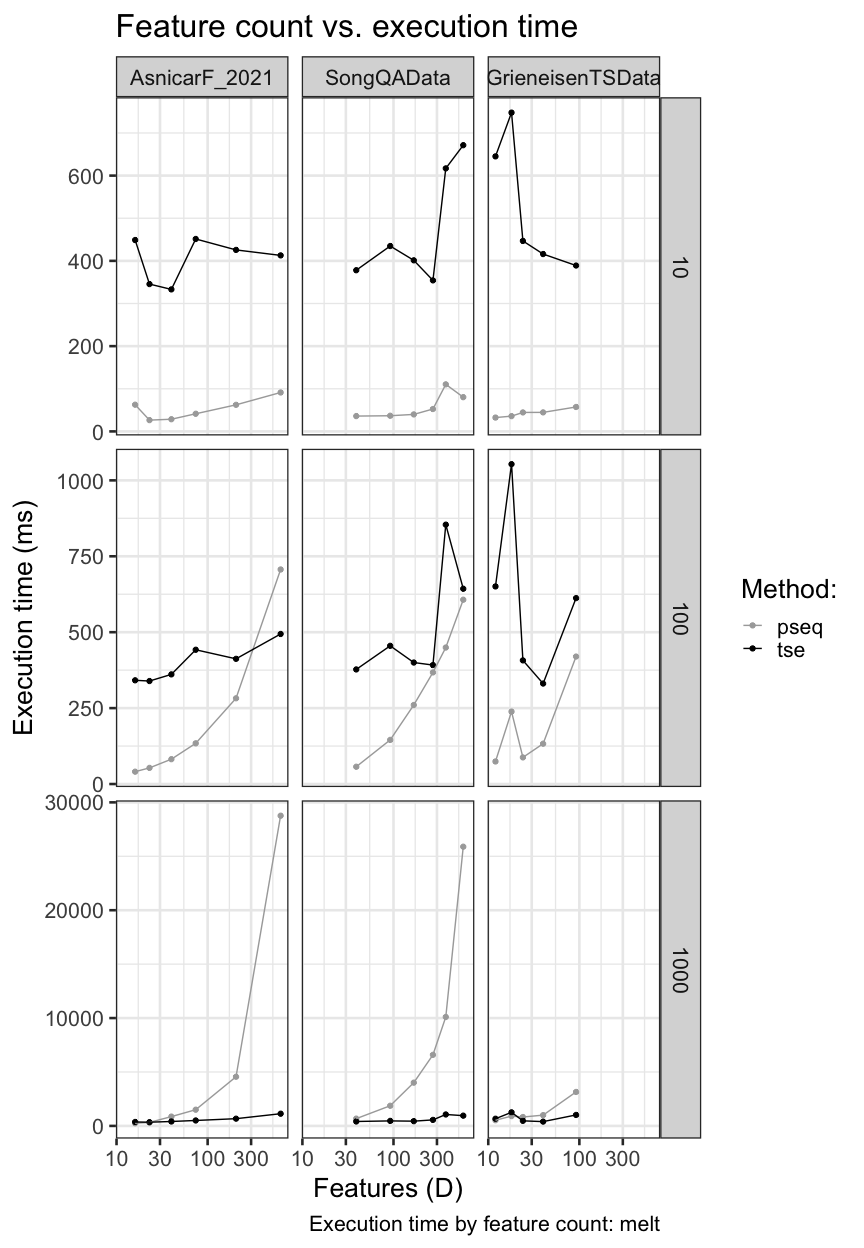 Feature count vs. execution time
AsnicarF_2021 SongQAData GrieneisenTSData
600
400
200
0
10
Execution time (ms)
1000
750
500
250
0
100
Method:
pseq
tse
30000
20000
10000
0
1000
10 30 100 300 10 30 100 300 10 30 100 300
Features (D)
Execution time by feature count: melt